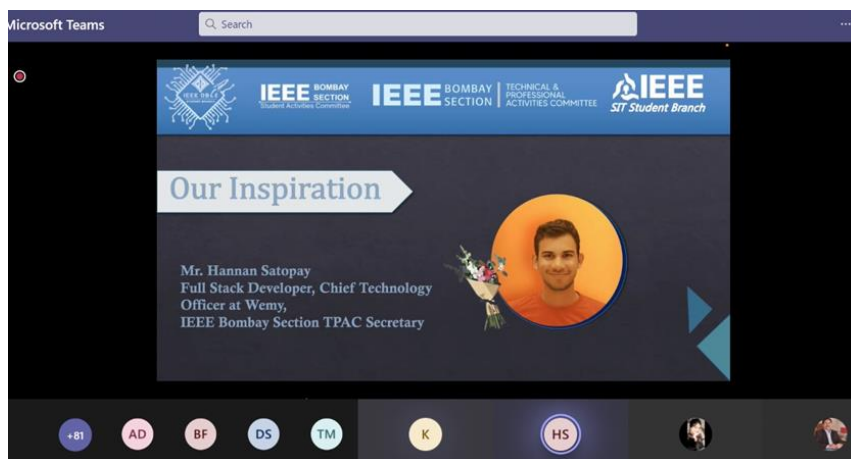 Microsoft Teams
Search
IEEE BOMBAY SECTION
Student Activities Committee
IEEE BOMBAY SECTION
TECHNICAL & PROFESSIONAL ACTIVITIES COMMITTEE
IEEE
SIT Student Branch
Our Inspiration
Mr. Hannan Satopay
Full Stack Developer, Chief Technology
Officer at Wemy,
IEEE Bombay Section TPAC Secretary
+81 AD BF DS TM K HS